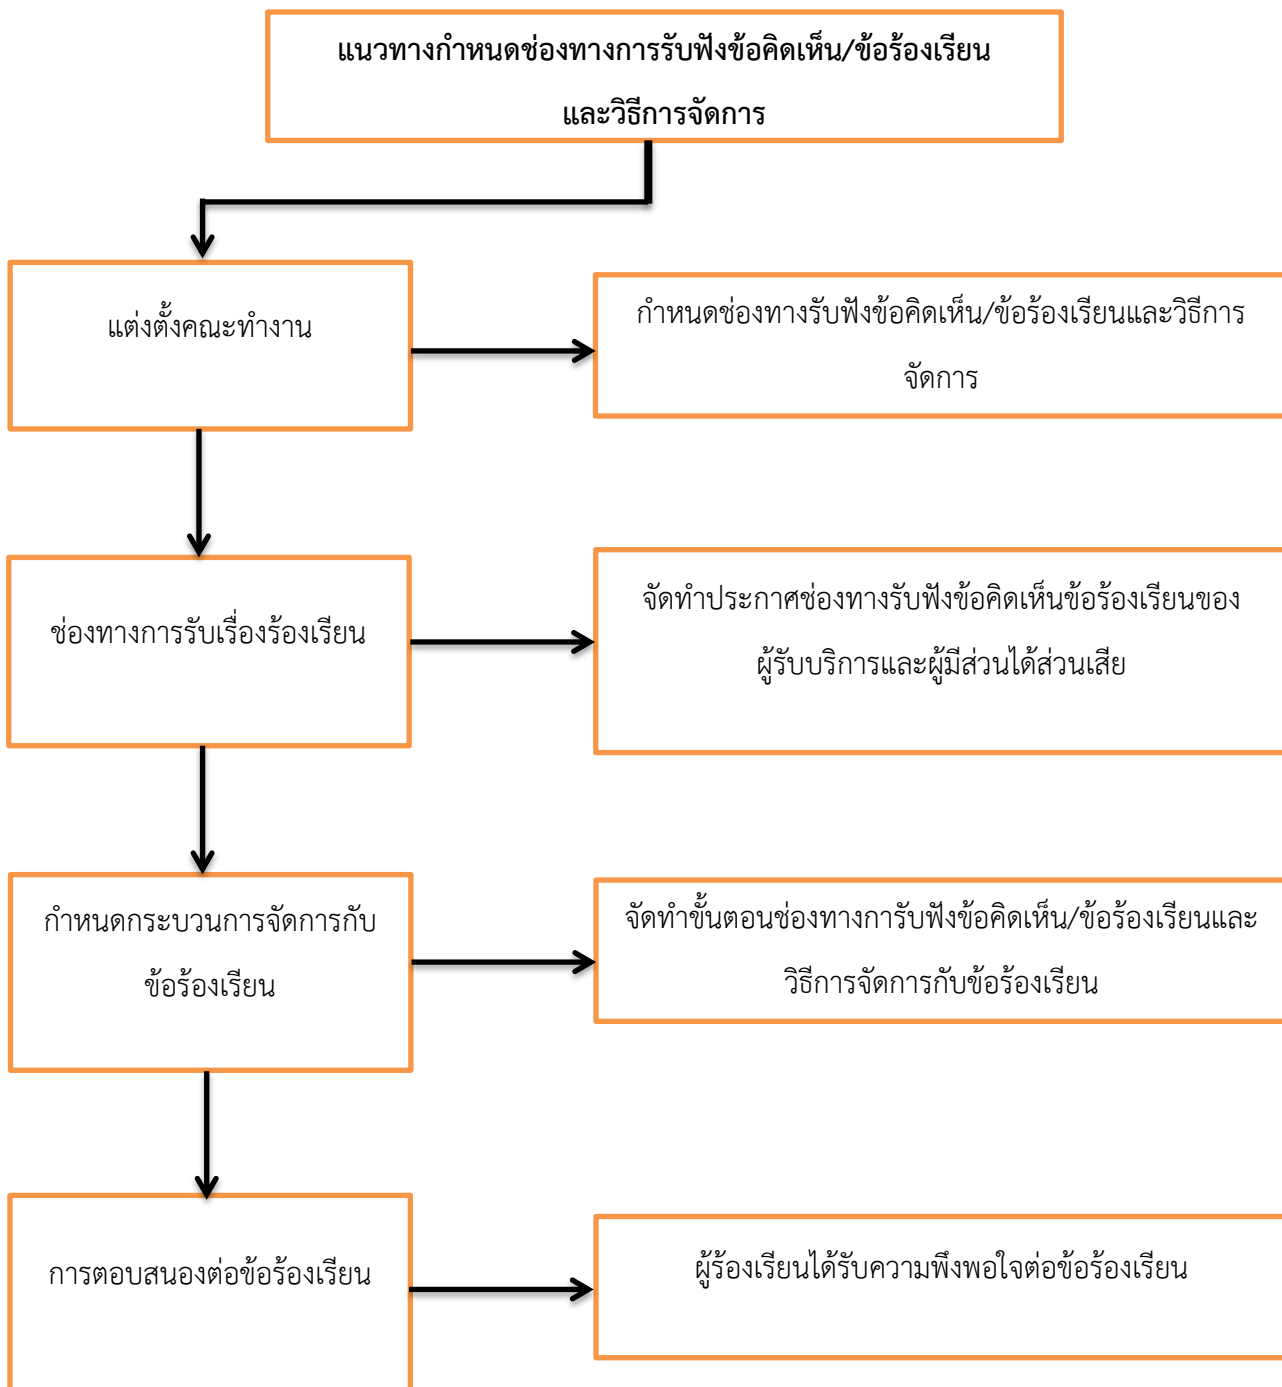 แนวทางกำหนดช่องทางการรับฟังข้อคิดเห็น/ข้อร้องเรียน
และวิธีการจัดการ
แต่งตั้งคณะทำงาน
กำหนดช่องทางรับฟังข้อคิดเห็น/ข้อร้องเรียนและวิธีการ
จัดการ
ช่องทางการรับเรื่องร้องเรียน
จัดทำประกาศช่องทางรับฟังข้อคิดเห็นข้อร้องเรียนของ
ผู้รับบริการและผู้มีส่วนได้ส่วนเสีย
กำหนดกระบวนการจัดการกับ
ข้อร้องเรียน
จัดทำขั้นตอนช่องทางการับฟังข้อคิดเห็น/ข้อร้องเรียนและ
วิธีการจัดการกับข้อร้องเรียน
การตอบสนองต่อข้อร้องเรียน
ผู้ร้องเรียนได้รับความพึงพอใจต่อข้อร้องเรียน